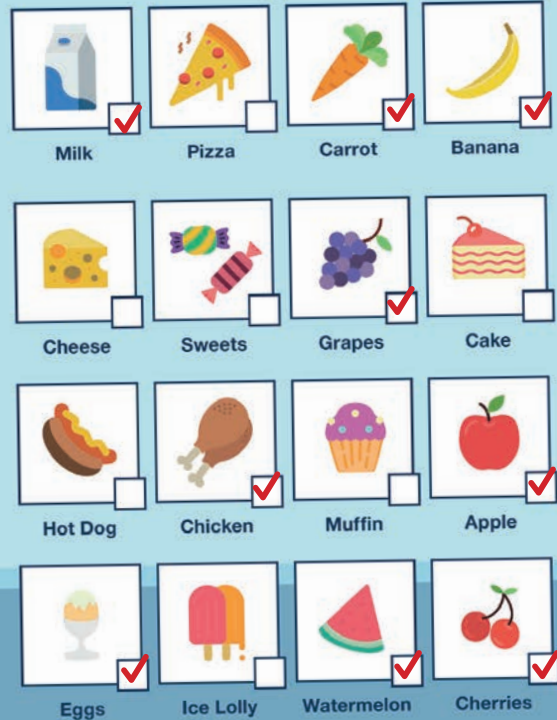 Milk Pizza Carrot Banana
Cheese Sweets Grapes Cake
Hot Dog Chicken Muffin Apple
Eggs Ice Lolly Watermelon Cherries